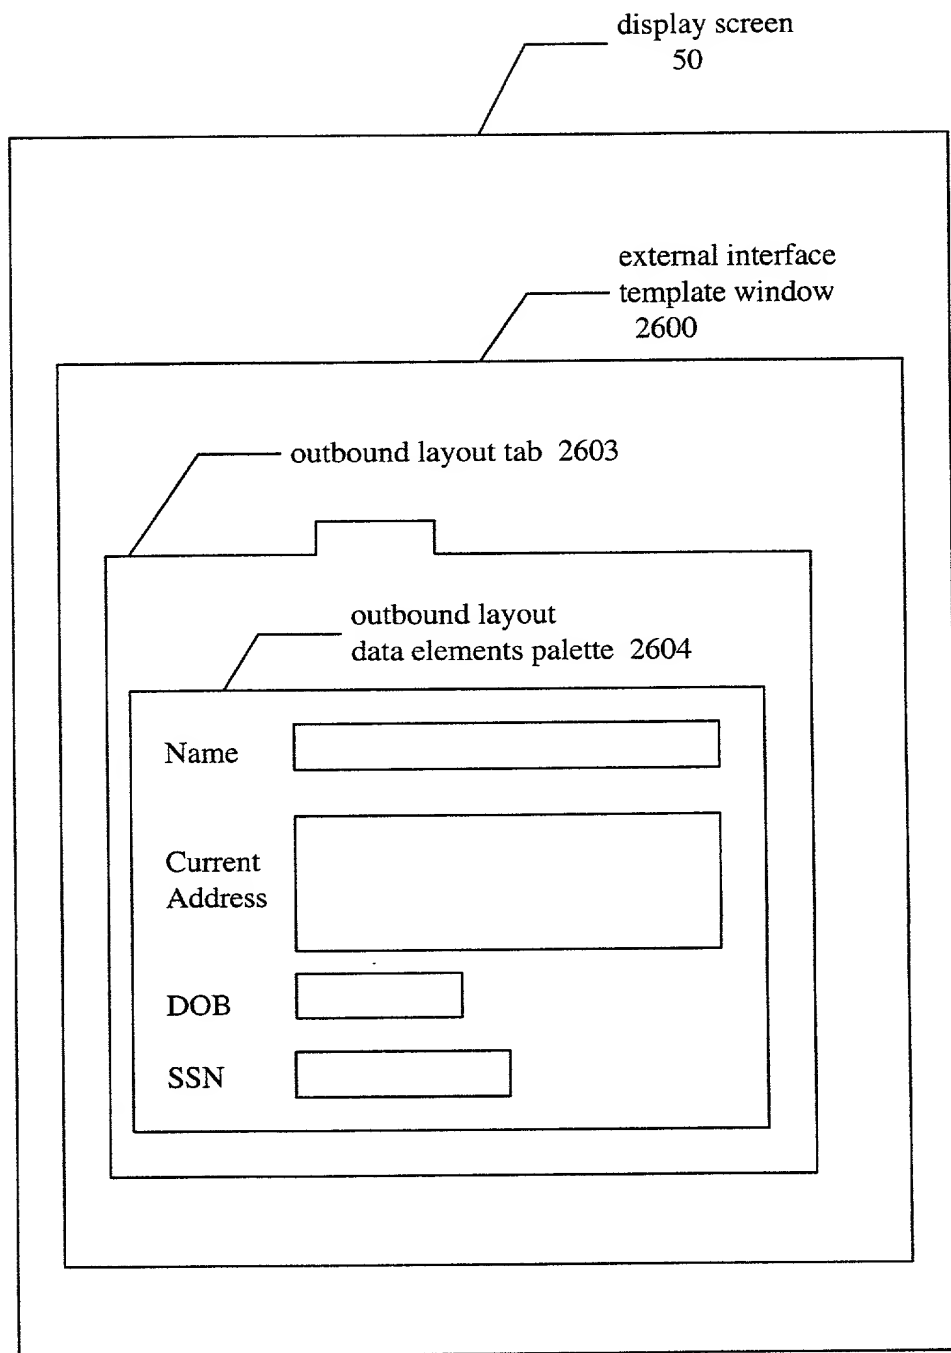 display screen
50
external interface
template window
2600
outbound layout tab 2603
outbound layout
data elements palette 2604
Name
Current
Address
DOB
SSN